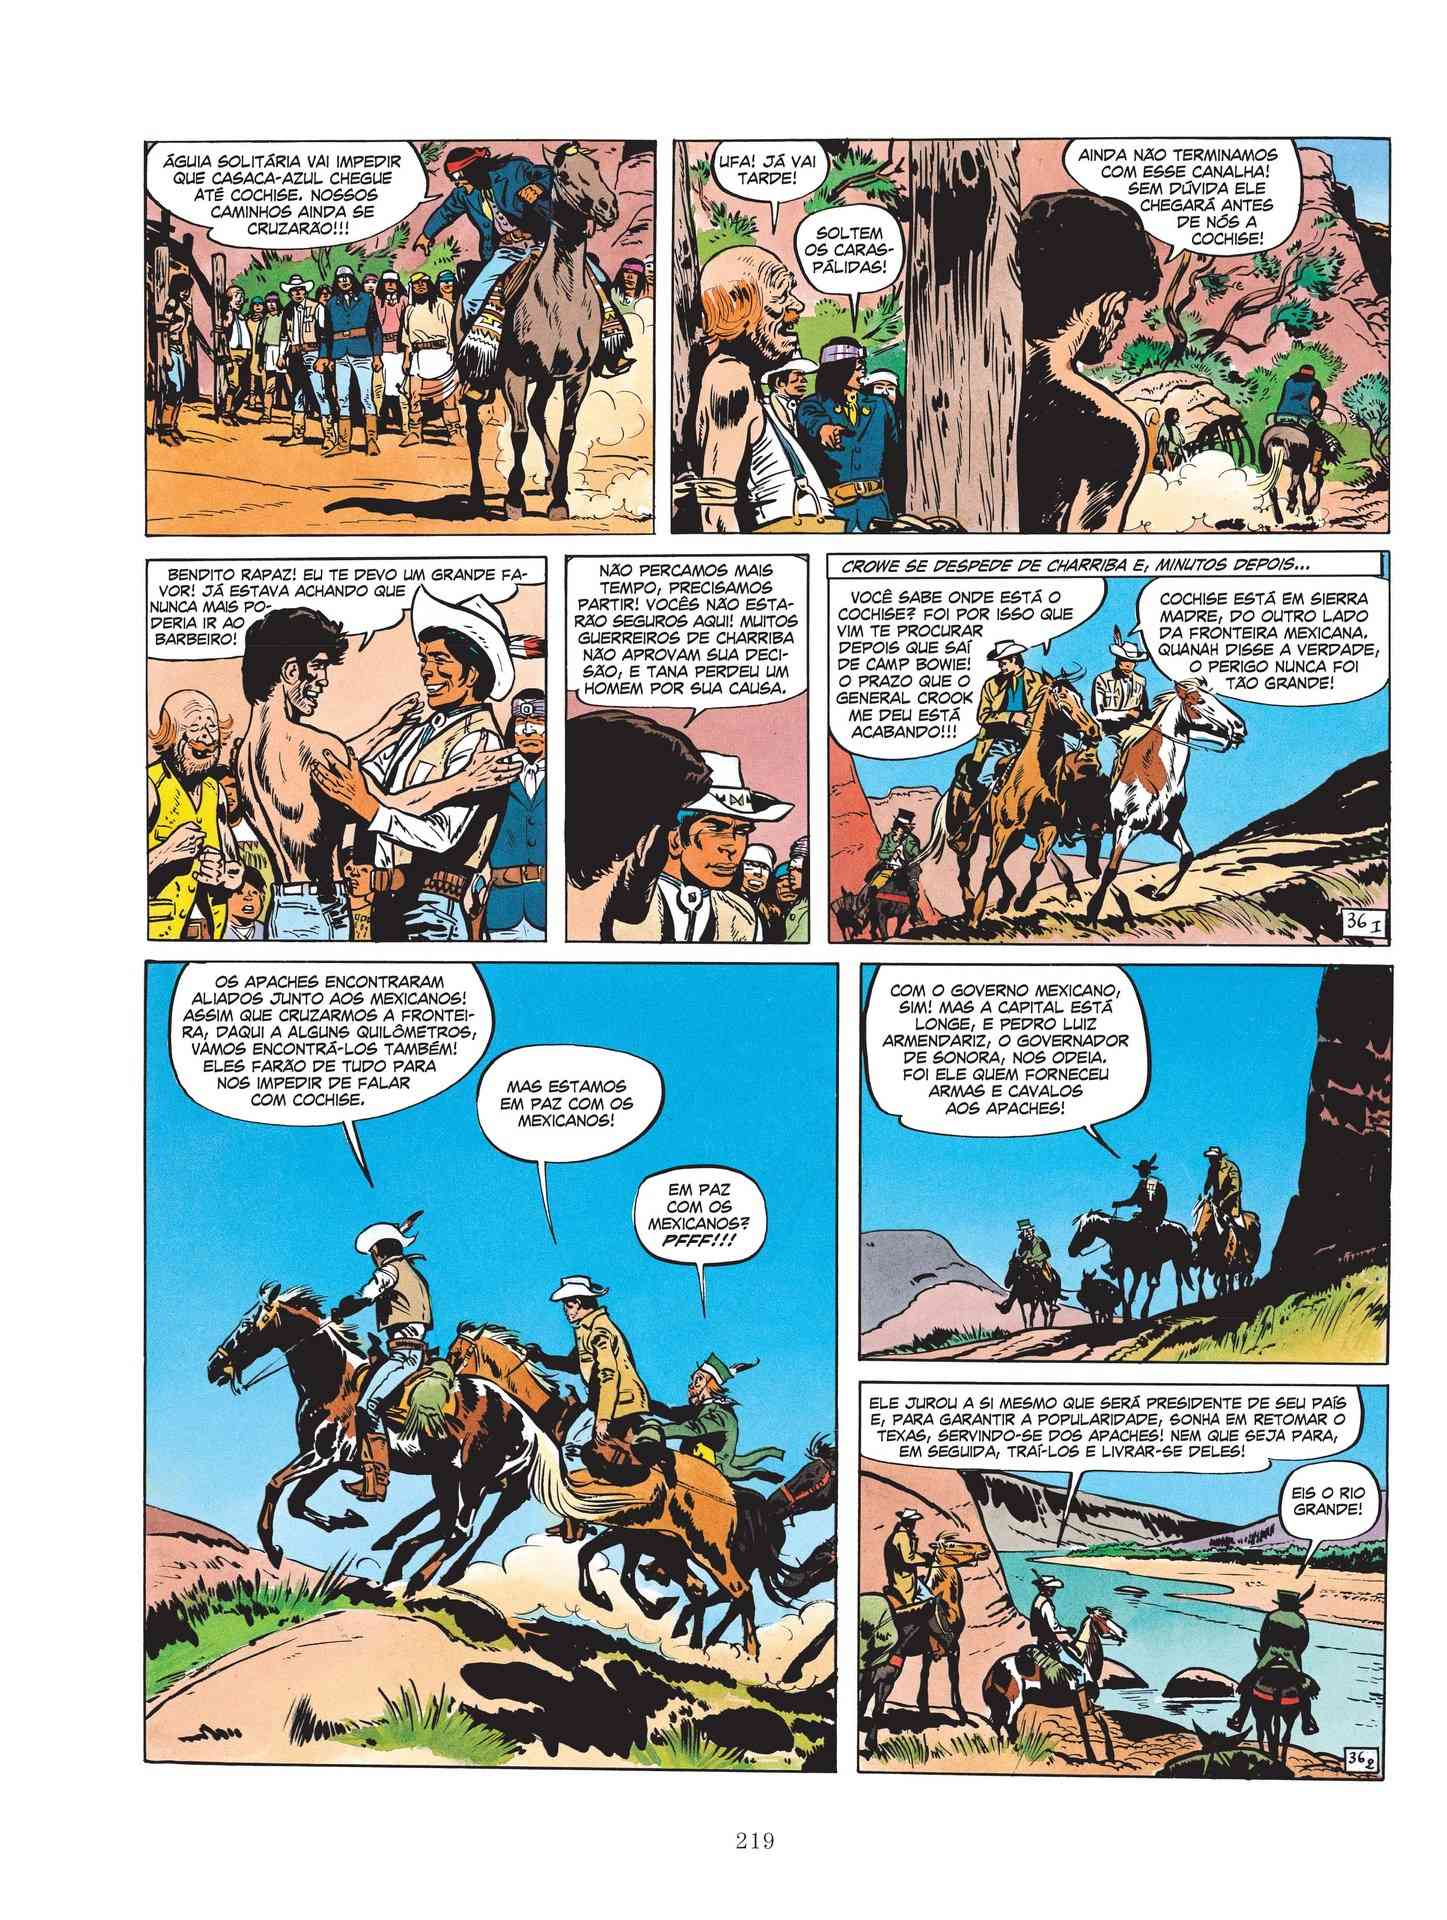 ÁGUIA SOLITÁRIA VAI IMPEDIR
QUE CASACA-AZUL CHEGUE
ATÉ COCHISE. NOSSOS
CAMINHOS AINDA SE
CRUZARÃO!!!
UFA! JÁ VAI
TARDE!
SOLTEM
OS CARAS-
PÁLIDAS!
AINDA NÃO TERMINAMOS
COM ESSE CANALHA!
SEM DÚVIDA ELE
CHEGARÁ ANTES
DE NÓS A
COCHISE!
BENDITO RAPAZ! EU TE DEVO UM GRANDE FA-
VOR! JÁ ESTAVA ACHANDO QUE
NUNCA MAIS PO-
DERIA IR AO
BARBEIRO!
NÃO PERCAMOS MAIS
TEMPO, PRECISAMOS
PARTIR! VOCÊS NÃO ESTA-
RÃO SEGUROS AQUI! MUITOS
GUERREIROS DE CHARRIBA
NÃO APROVAM SUA DECI-
SÃO, E TANA PERDEU UM
HOMEM POR SUA CAUSA.
CROWE SE DESPEDE DE CHARRIBA E, MINUTOS DEPOIS...
VOCÊ SABE ONDE ESTÁ O
COCHISE? FOI POR ISSO QUE
VIM TE PROCURAR
DEPOIS QUE SAÍ
DE CAMP BOWIE!
O PRAZO QUE O
GENERAL CROOK
ME DEU ESTÁ
ACABANDO!!!
COCHISE ESTÁ EM SIERRA
MADRE, DO OUTRO LADO
DA FRONTEIRA MEXICANA.
QUANAH DISSE A VERDADE,
O PERIGO NUNCA FOI
TÃO GRANDE!
36 I
OS APACHES ENCONTRARAM
ALIADOS JUNTO AOS MEXICANOS!
ASSIM QUE CRUZARMOS A FRONTEI-
RA, DAQUI A ALGUNS QUILÔMETROS,
VAMOS ENCONTRÁ-LOS TAMBÉM!
ELES FARÃO DE TUDO PARA
NOS IMPEDIR DE FALAR
COM COCHISE.
MAS ESTAMOS
EM PAZ COM OS
MEXICANOS!
EM PAZ
COM OS
MEXICANOS?
PFFF!!!
COM O GOVERNO MEXICANO,
SIM! MAS A CAPITAL ESTÁ
LONGE, E PEDRO LUIZ
ARMENDARIZ, O GOVERNADOR
DE SONORA, NOS ODEIA.
FOI ELE QUEM FORNECEU
ARMAS E CAVALOS
AOS APACHES!
ELE JUROU A SI MESMO QUE SERÁ PRESIDENTE DE SEU PAÍS
E, PARA GARANTIR A POPULARIDADE, SONHA EM RETOMAR O
TEXAS, SERVINDO-SE DOS APACHES! NEM QUE SEJA PARA,
EM SEGUIDA, TRAÍ-LOS E LIVRAR-SE DELES!
EIS O RIO
GRANDE!
36 2
219